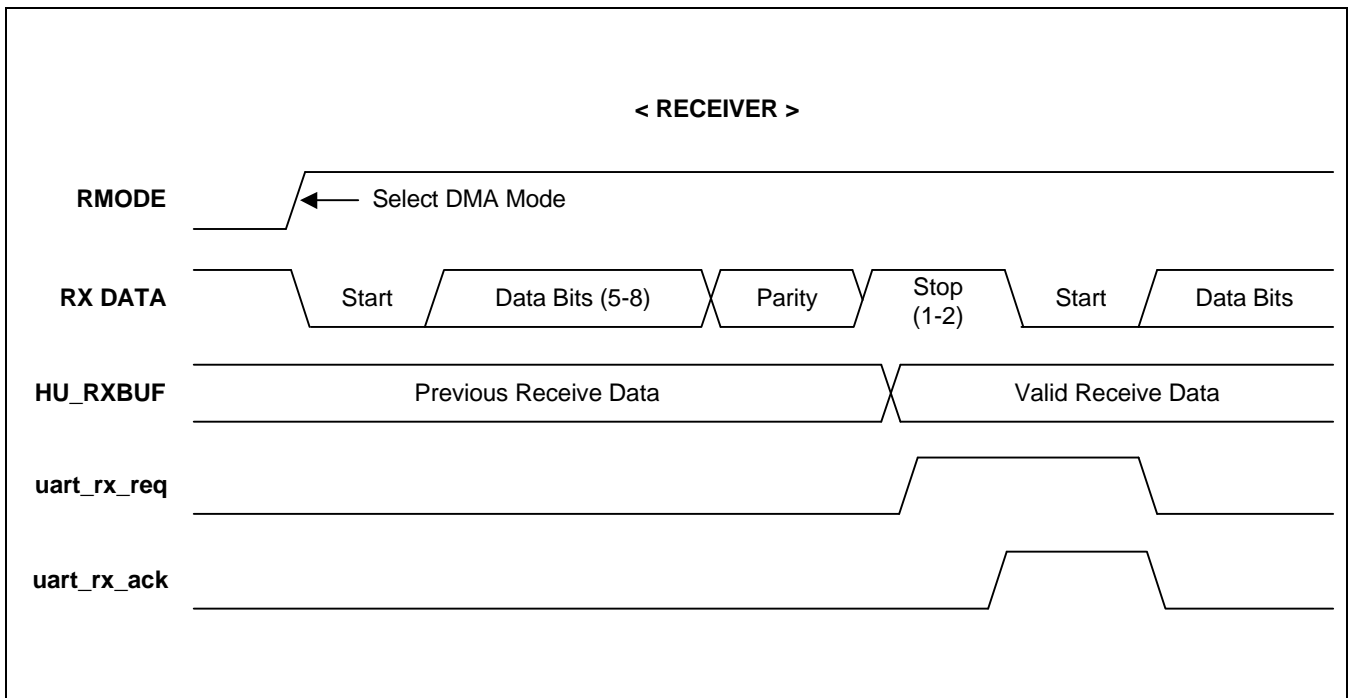 < RECEIVER >
RMODE
Select DMA Mode
RX DATA
Start
Data Bits (5-8)
Parity
Stop
(1-2)
Start
Data Bits
HU_RXBUF
Previous Receive Data
Valid Receive Data
uart_rx_req
uart_rx_ack